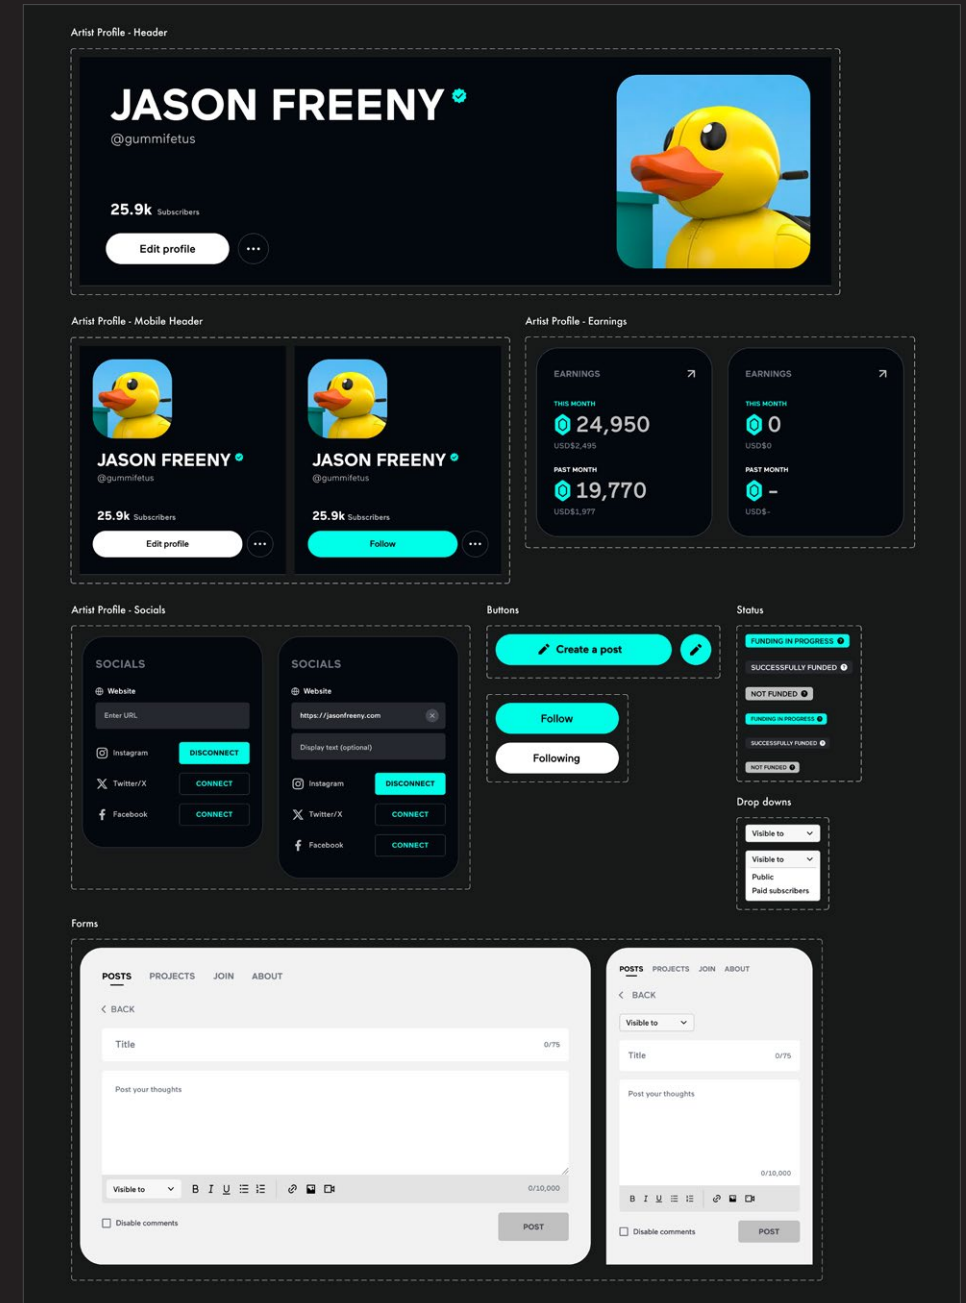 Artist Profile - Header
JASON FREENY
@gummifetus
25.9k Subscribers
Edit profile
Artist Profile - Mobile Header
JASON FREENY
@gummifetus
25.9k Subscribers
Edit profile
JASON FREENY
@gummifetus
25.9k Subscribers
Follow
Artist Profile - Earnings
EARNINGS
THIS MONTH
24,950
USD$2,495
PAST MONTH
19,770
USD$1,977
EARNINGS
THIS MONTH
0
USD$0
PAST MONTH
-
USD$-
Artist Profile - Socials
SOCIALS
Website
Enter URL
Instagram DISCONNECT
Twitter/X CONNECT
Facebook CONNECT
SOCIALS
Website
https://jasonfreeny.com
Display text (optional)
Instagram DISCONNECT
Twitter/X CONNECT
Facebook CONNECT
Buttons
Create a post
Follow
Following
Status
FUNDING IN PROGRESS
SUCCESSFULLY FUNDED
NOT FUNDED
FUNDING IN PROGRESS
SUCCESSFULLY FUNDED
NOT FUNDED
Drop downs
Visible to
Visible to
Public
Paid subscribers
Forms
POSTS PROJECTS JOIN ABOUT
BACK
Title 0/75
Post your thoughts
Visible to B I U 0/10,000
Disable comments POST
POSTS PROJECTS JOIN ABOUT
BACK
Visible to
Title 0/75
Post your thoughts
0/10,000
B I U
Disable comments POST